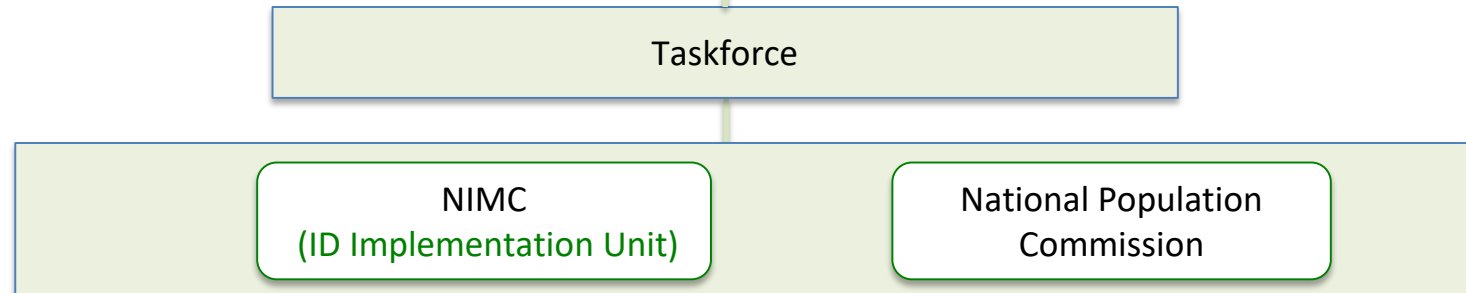 Taskforce
NIMC
(ID Implementation Unit)
National Population
Commission